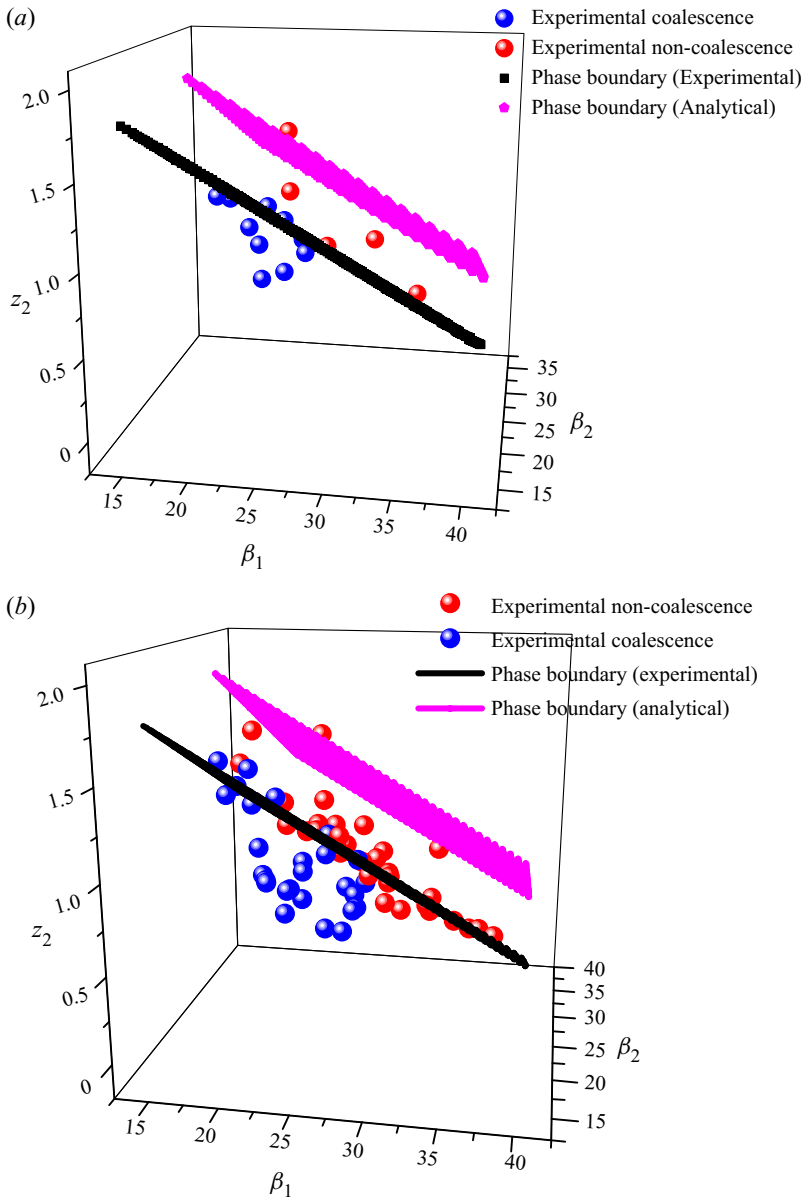 (a)
Experimental coalescence
Experimental non-coalescence
Phase boundary (Experimental)
Phase boundary (Analytical)
2.0
1.5
1.0
z2
0.5
0
35
30
25
β2
20
15
15
20
25
30
35
40
β1
(b)
Experimental non-coalescence
Experimental coalescence
Phase boundary (experimental)
Phase boundary (analytical)
2.0
1.5
1.0
z2
0.5
0
40
35
30
25
β2
20
15
15
20
25
30
35
40
β1